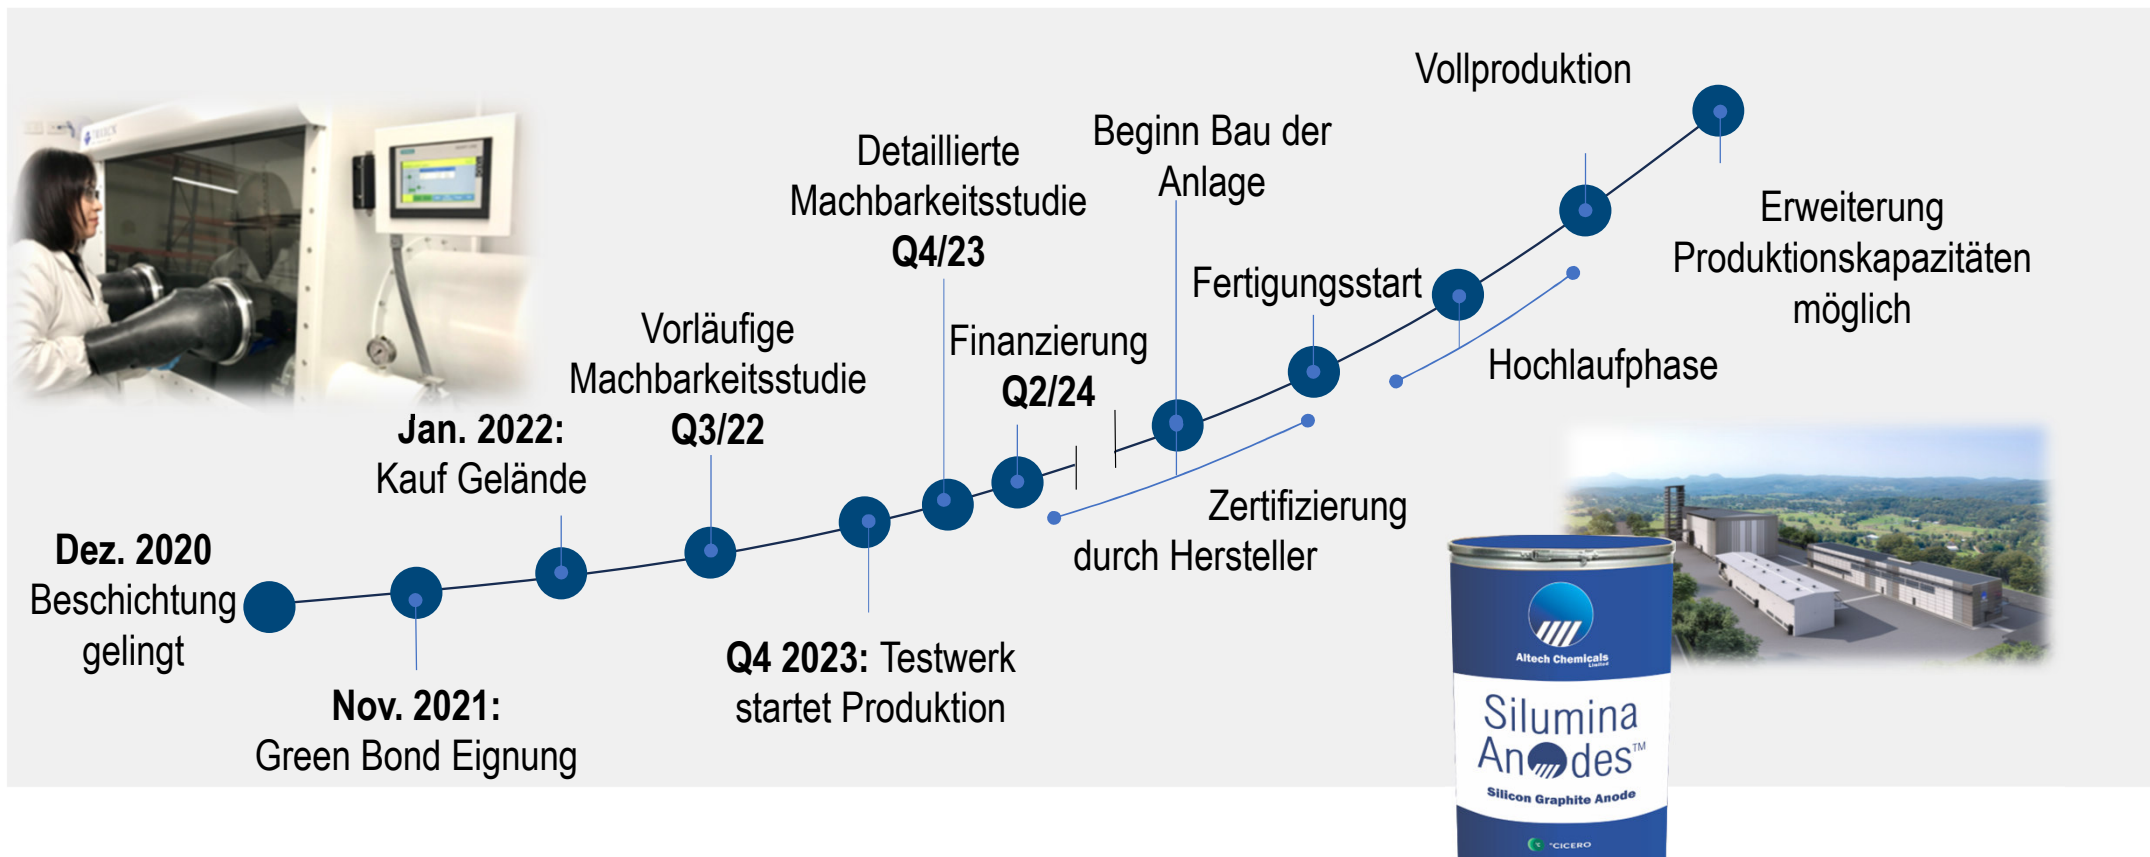 Dez. 2020
Beschichtung
gelingt
Nov. 2021:
Green Bond Eignung
Jan. 2022:
Kauf Gelände
Vorläufige
Machbarkeitsstudie
Q3/22
Q4 2023: Testwerk
startet Produktion
Detaillierte
Machbarkeitsstudie
Q4/23
Finanzierung
Q2/24
Beginn Bau der
Anlage
Zertifizierung
durch Hersteller
Fertigungsstart
Hochlaufphase
Vollproduktion
Erweiterung
Produktionskapazitäten
möglich
Altech Chemicals
Limited
Silumina
Anodes™
Silicon Graphite Anode
°CICERO